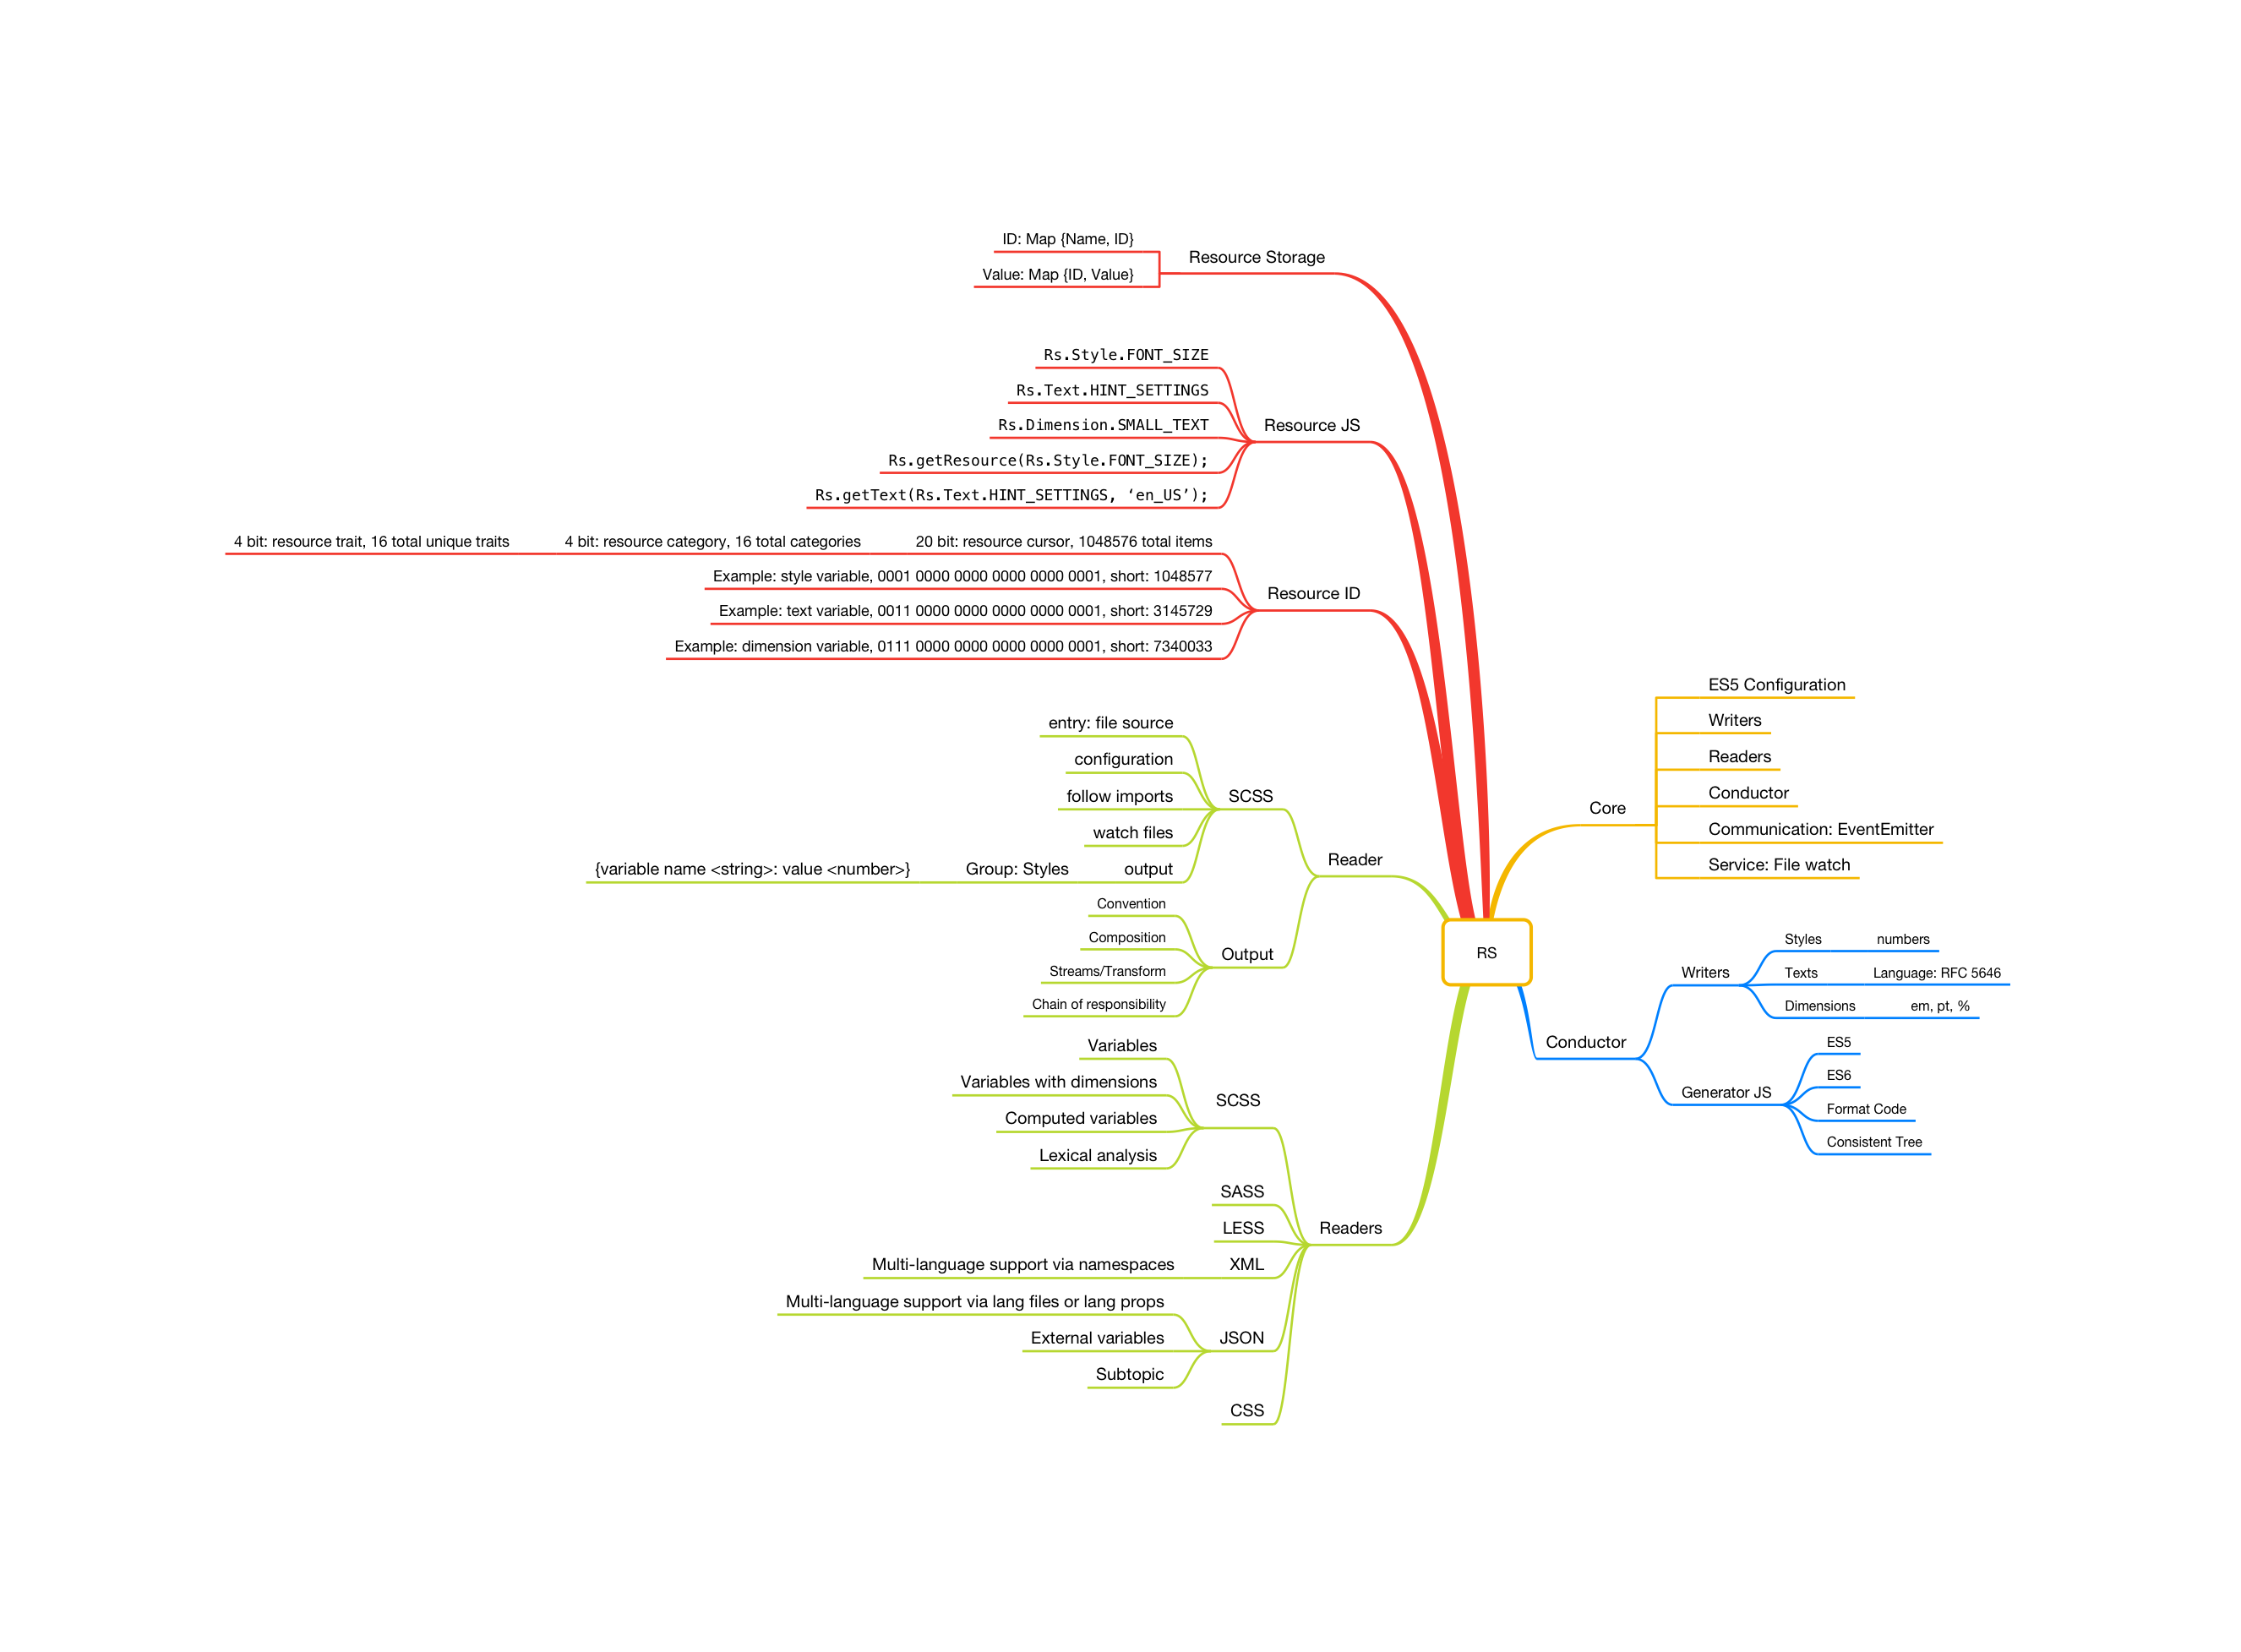 ID: Map {Name, ID}
Value: Map {ID, Value}
Resource Storage
Rs.Style.FONT_SIZE
Rs.Text.HINT_SETTINGS
Rs.Dimension.SMALL_TEXT
Rs.getResource(Rs.Style.FONT_SIZE);
Rs.getText(Rs.Text.HINT_SETTINGS, ‘en_US’);
Resource JS
4 bit: resource trait, 16 total unique traits
4 bit: resource category, 16 total categories
20 bit: resource cursor, 1048576 total items
Example: style variable, 0001 0000 0000 0000 0000 0001, short: 1048577
Example: text variable, 0011 0000 0000 0000 0000 0001, short: 3145729
Example: dimension variable, 0111 0000 0000 0000 0000 0001, short: 7340033
Resource ID
entry: file source
configuration
follow imports
watch files
{variable name <string>: value <number>}
Group: Styles
output
SCSS
Convention
Composition
Streams/Transform
Chain of responsibility
Output
Reader
Variables
Variables with dimensions
Computed variables
Lexical analysis
SCSS
SASS
LESS
Multi-language support via namespaces
XML
Multi-language support via lang files or lang props
External variables
Subtopic
JSON
CSS
Readers
RS
Core
ES5 Configuration
Writers
Readers
Conductor
Communication: EventEmitter
Service: File watch
Conductor
Writers
Styles
numbers
Texts
Language: RFC 5646
Dimensions
em, pt, %
Generator JS
ES5
ES6
Format Code
Consistent Tree